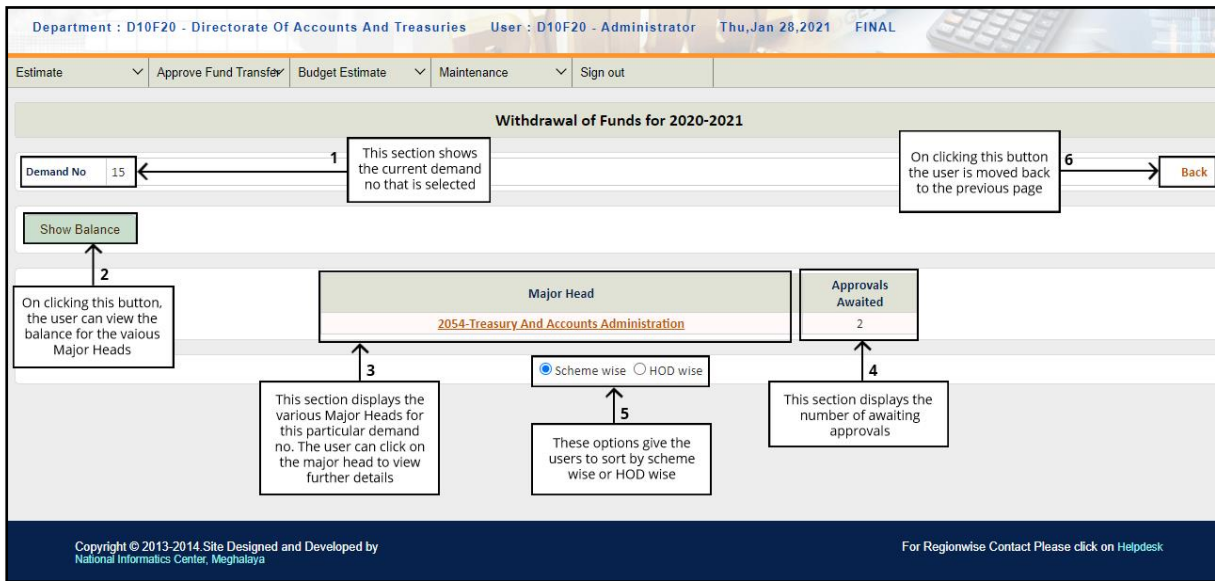 Department : D10F20 - Directorate Of Accounts And Treasuries User : D10F20 - Administrator Thu,Jan 28,2021 FINAL
Estimate Approve Fund Transfer Budget Estimate Maintenance Sign out
Withdrawal of Funds for 2020-2021
Demand No 15
1
This section shows
the current demand
no that is selected
On clicking this button
the user is moved back
to the previous page
6
Back
Show Balance
2
On clicking this button,
the user can view the
balance for the vaious
Major Heads
Major Head
2054-Treasury And Accounts Administration
Approvals
Awaited
2
Scheme wise HOD wise
3
This section displays the
various Major Heads for
this particular demand
no. The user can click on
the major head to view
further details
5
These options give the
users to sort by scheme
wise or HOD wise
4
This section displays the
number of awaiting
approvals
Copyright © 2013-2014.Site Designed and Developed by
National Informatics Center, Meghalaya
For Regionwise Contact Please click on Helpdesk